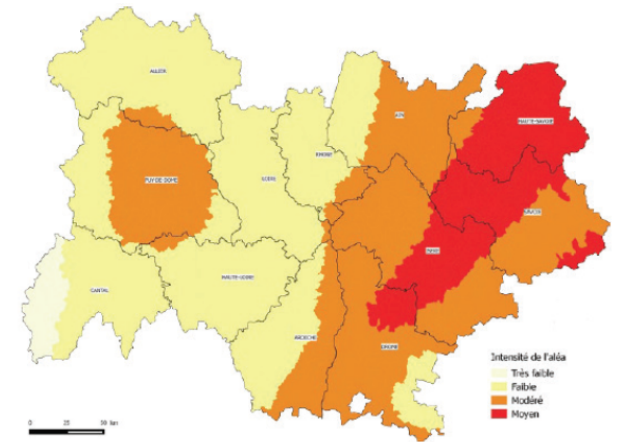 ALLIER
AIN
HAUTE-SAVOIE
PUY-DE-DOME
LOIRE
RHONE
SAVOIE
ISERE
CANTAL
HAUTE-LOIRE
ARDECHE
DROME
Intensité de l'aléa
Très faible
Faible
Modéré
Moyen
0 25 50 km